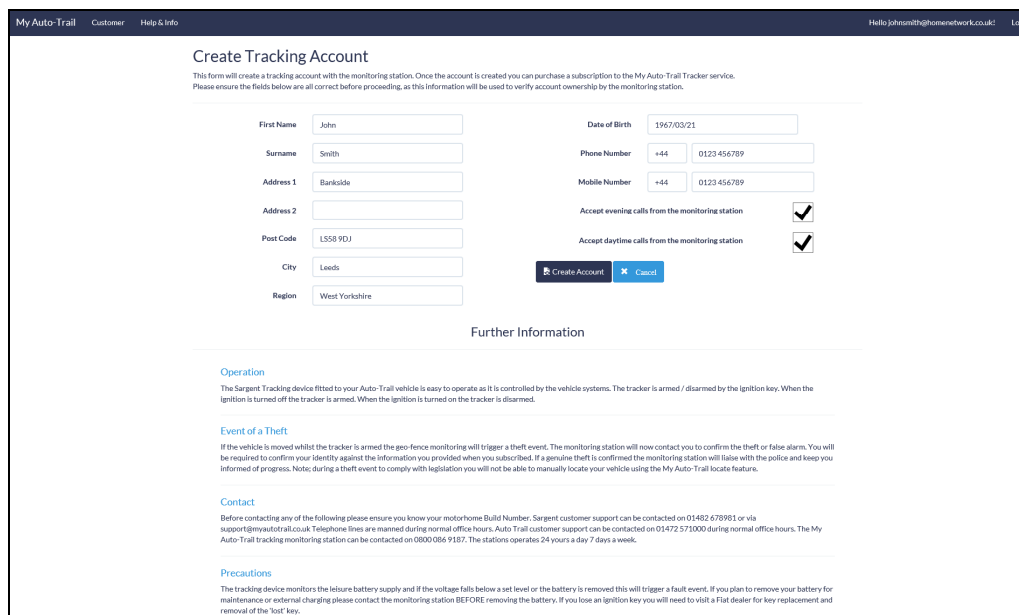 My Auto-Trail Customer Help & Info Hello johnsmith@homenetwork.co.uk! Lo
Create Tracking Account
This form will create a tracking account with the monitoring station. Once the account is created you can purchase a subscription to the My Auto-Trail Tracker service.
Please ensure the fields below are all correct before proceeding, as this information will be used to verify account ownership by the monitoring station.
First Name John
Surname Smith
Address 1 Bankside
Address 2
Post Code LS58 9DJ
City Leeds
Region West Yorkshire
Date of Birth 1967/03/21
Phone Number +44 0123 456789
Mobile Number +44 0123 456789
Accept evening calls from the monitoring station
Accept daytime calls from the monitoring station
Create Account Cancel
Further Information
Operation
The Sargent Tracking device fitted to your Auto-Trail vehicle is easy to operate as it is controlled by the vehicle systems. The tracker is armed / disarmed by the ignition key. When the
ignition is turned off the tracker is armed. When the ignition is turned on the tracker is disarmed.
Event of a Theft
If the vehicle is moved whilst the tracker is armed the geo-fence monitoring will trigger a theft event. The monitoring station will now contact you to confirm the theft or false alarm. You will
be required to confirm your identity against the information you provided when you subscribed. If a genuine theft is confirmed the monitoring station will liaise with the police and keep you
informed of progress. Note; during a theft event to comply with legislation you will not be able to manually locate your vehicle using the My Auto-Trail locate feature.
Contact
Before contacting any of the following please ensure you know your motorhome Build Number. Sargent customer support can be contacted on 01482 678981 or via
support@myautotrail.co.uk Telephone lines are manned during normal office hours. Auto Trail customer support can be contacted on 01472 571000 during normal office hours. The My
Auto-Trail tracking monitoring station can be contacted on 0800 086 9187. The stations operates 24 yours a day 7 days a week.
Precautions
The tracking device monitors the leisure battery supply and if the voltage falls below a set level or the battery is removed this will trigger a fault event. If you plan to remove your battery for
maintenance or external charging please contact the monitoring station BEFORE removing the battery. If you lose an ignition key you will need to visit a Fiat dealer for key replacement and
removal of the 'lost' key.